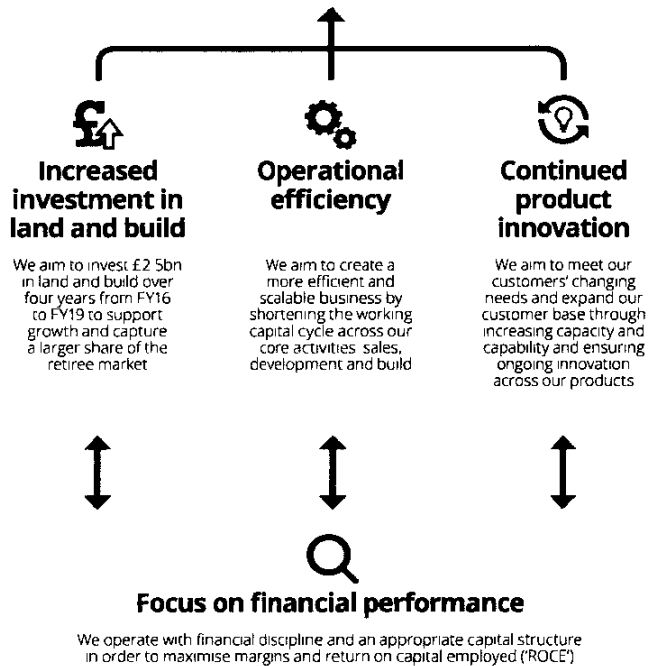 Increased
investment in
land and build
We aim to invest £2 5bn
in land and build over
four years from FY16
to FY19 to support
growth and capture
a larger share of the
retiree market
Operational
efficiency
We aim to create a
more efficient and
scalable business by
shortening the working
capital cycle across our
core activities sales,
development and build
Continued
product
innovation
We aim to meet our
customers' changing
needs and expand our
customer base through
increasing capacity and
capability and ensuring
ongoing innovation
across our products
Focus on financial performance
We operate with financial discipline and an appropriate capital structure
in order to maximise margins and return on capital employed ('ROCE')